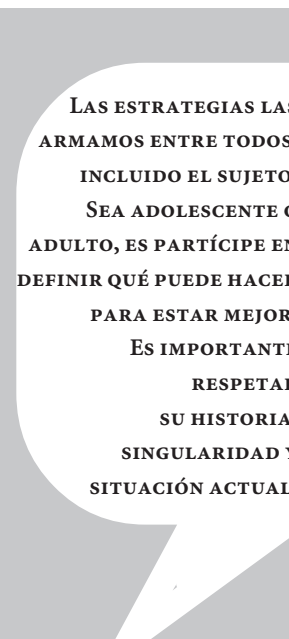 LAS ESTRATEGIAS LAS
ARMAMOS ENTRE TODOS
INCLUIDO EL SUJETO
SEA ADOLESCENTE O
ADULTO, ES PARTÍCIPE EN
DEFINIR QUÉ PUEDE HACER
PARA ESTAR MEJOR
ES IMPORTANTE
RESPETAR
SU HISTORIA
SINGULARIDAD Y
SITUACIÓN ACTUAL